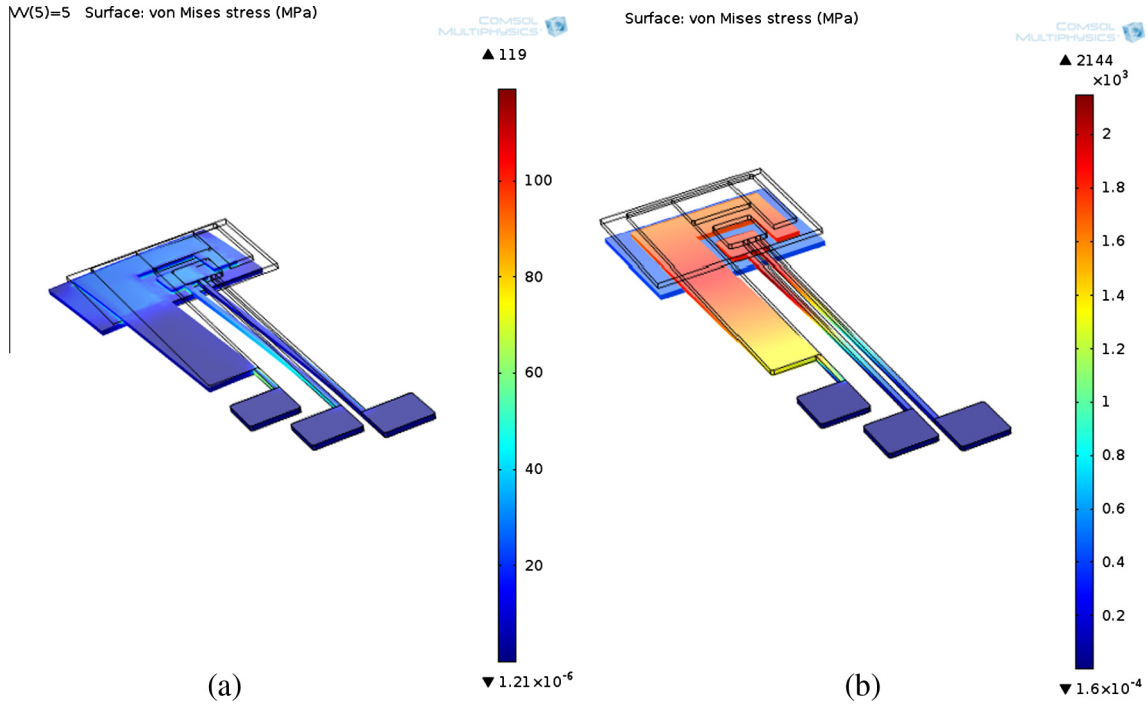 VV(5)=5 Surface: von Mises stress (MPa)
COMSOL
MULTIPHYSICS
▲ 119
100
80
60
40
20
▼ 1.21×10⁻⁶
(a)
Surface: von Mises stress (MPa)
COMSOL
MULTIPHYSICS
▲ 2144
×10³
2
1.8
1.6
1.4
1.2
1
0.8
0.6
0.4
0.2
▼ 1.6×10⁻⁴
(b)